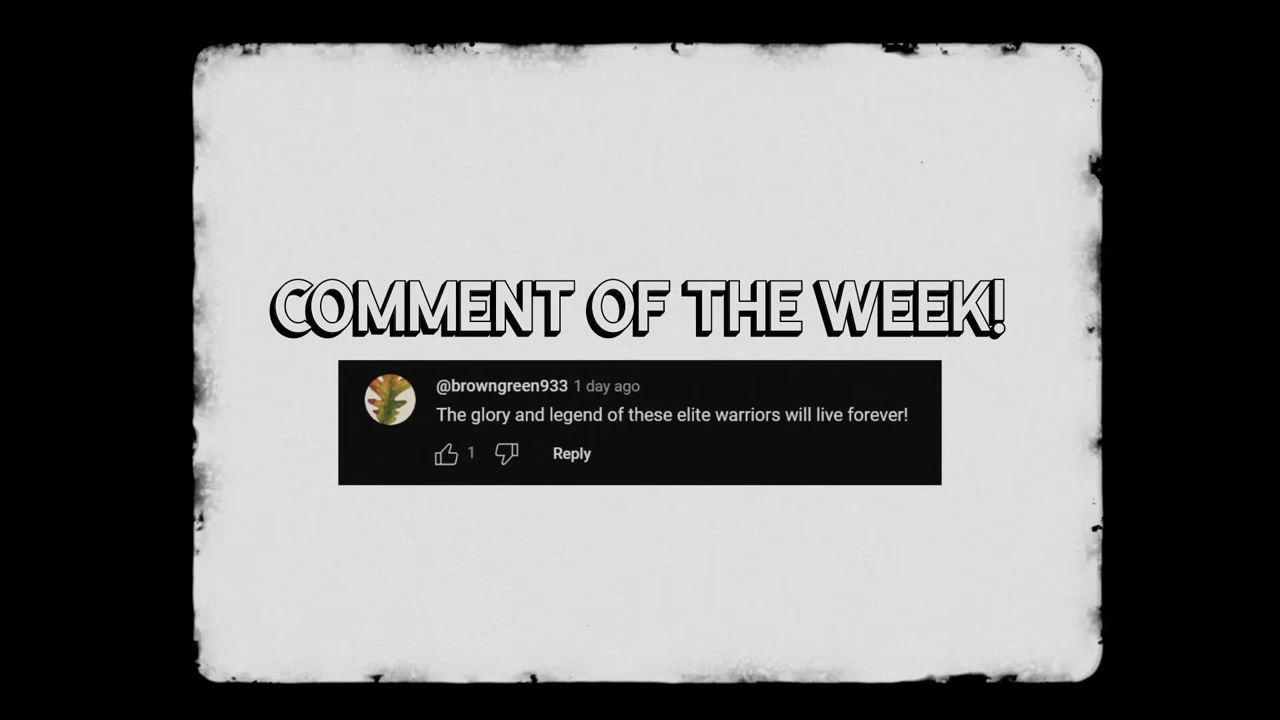 COMMENT OF THE WEEK!
@browngreen933 1 day ago
The glory and legend of these elite warriors will live forever!
1 Reply